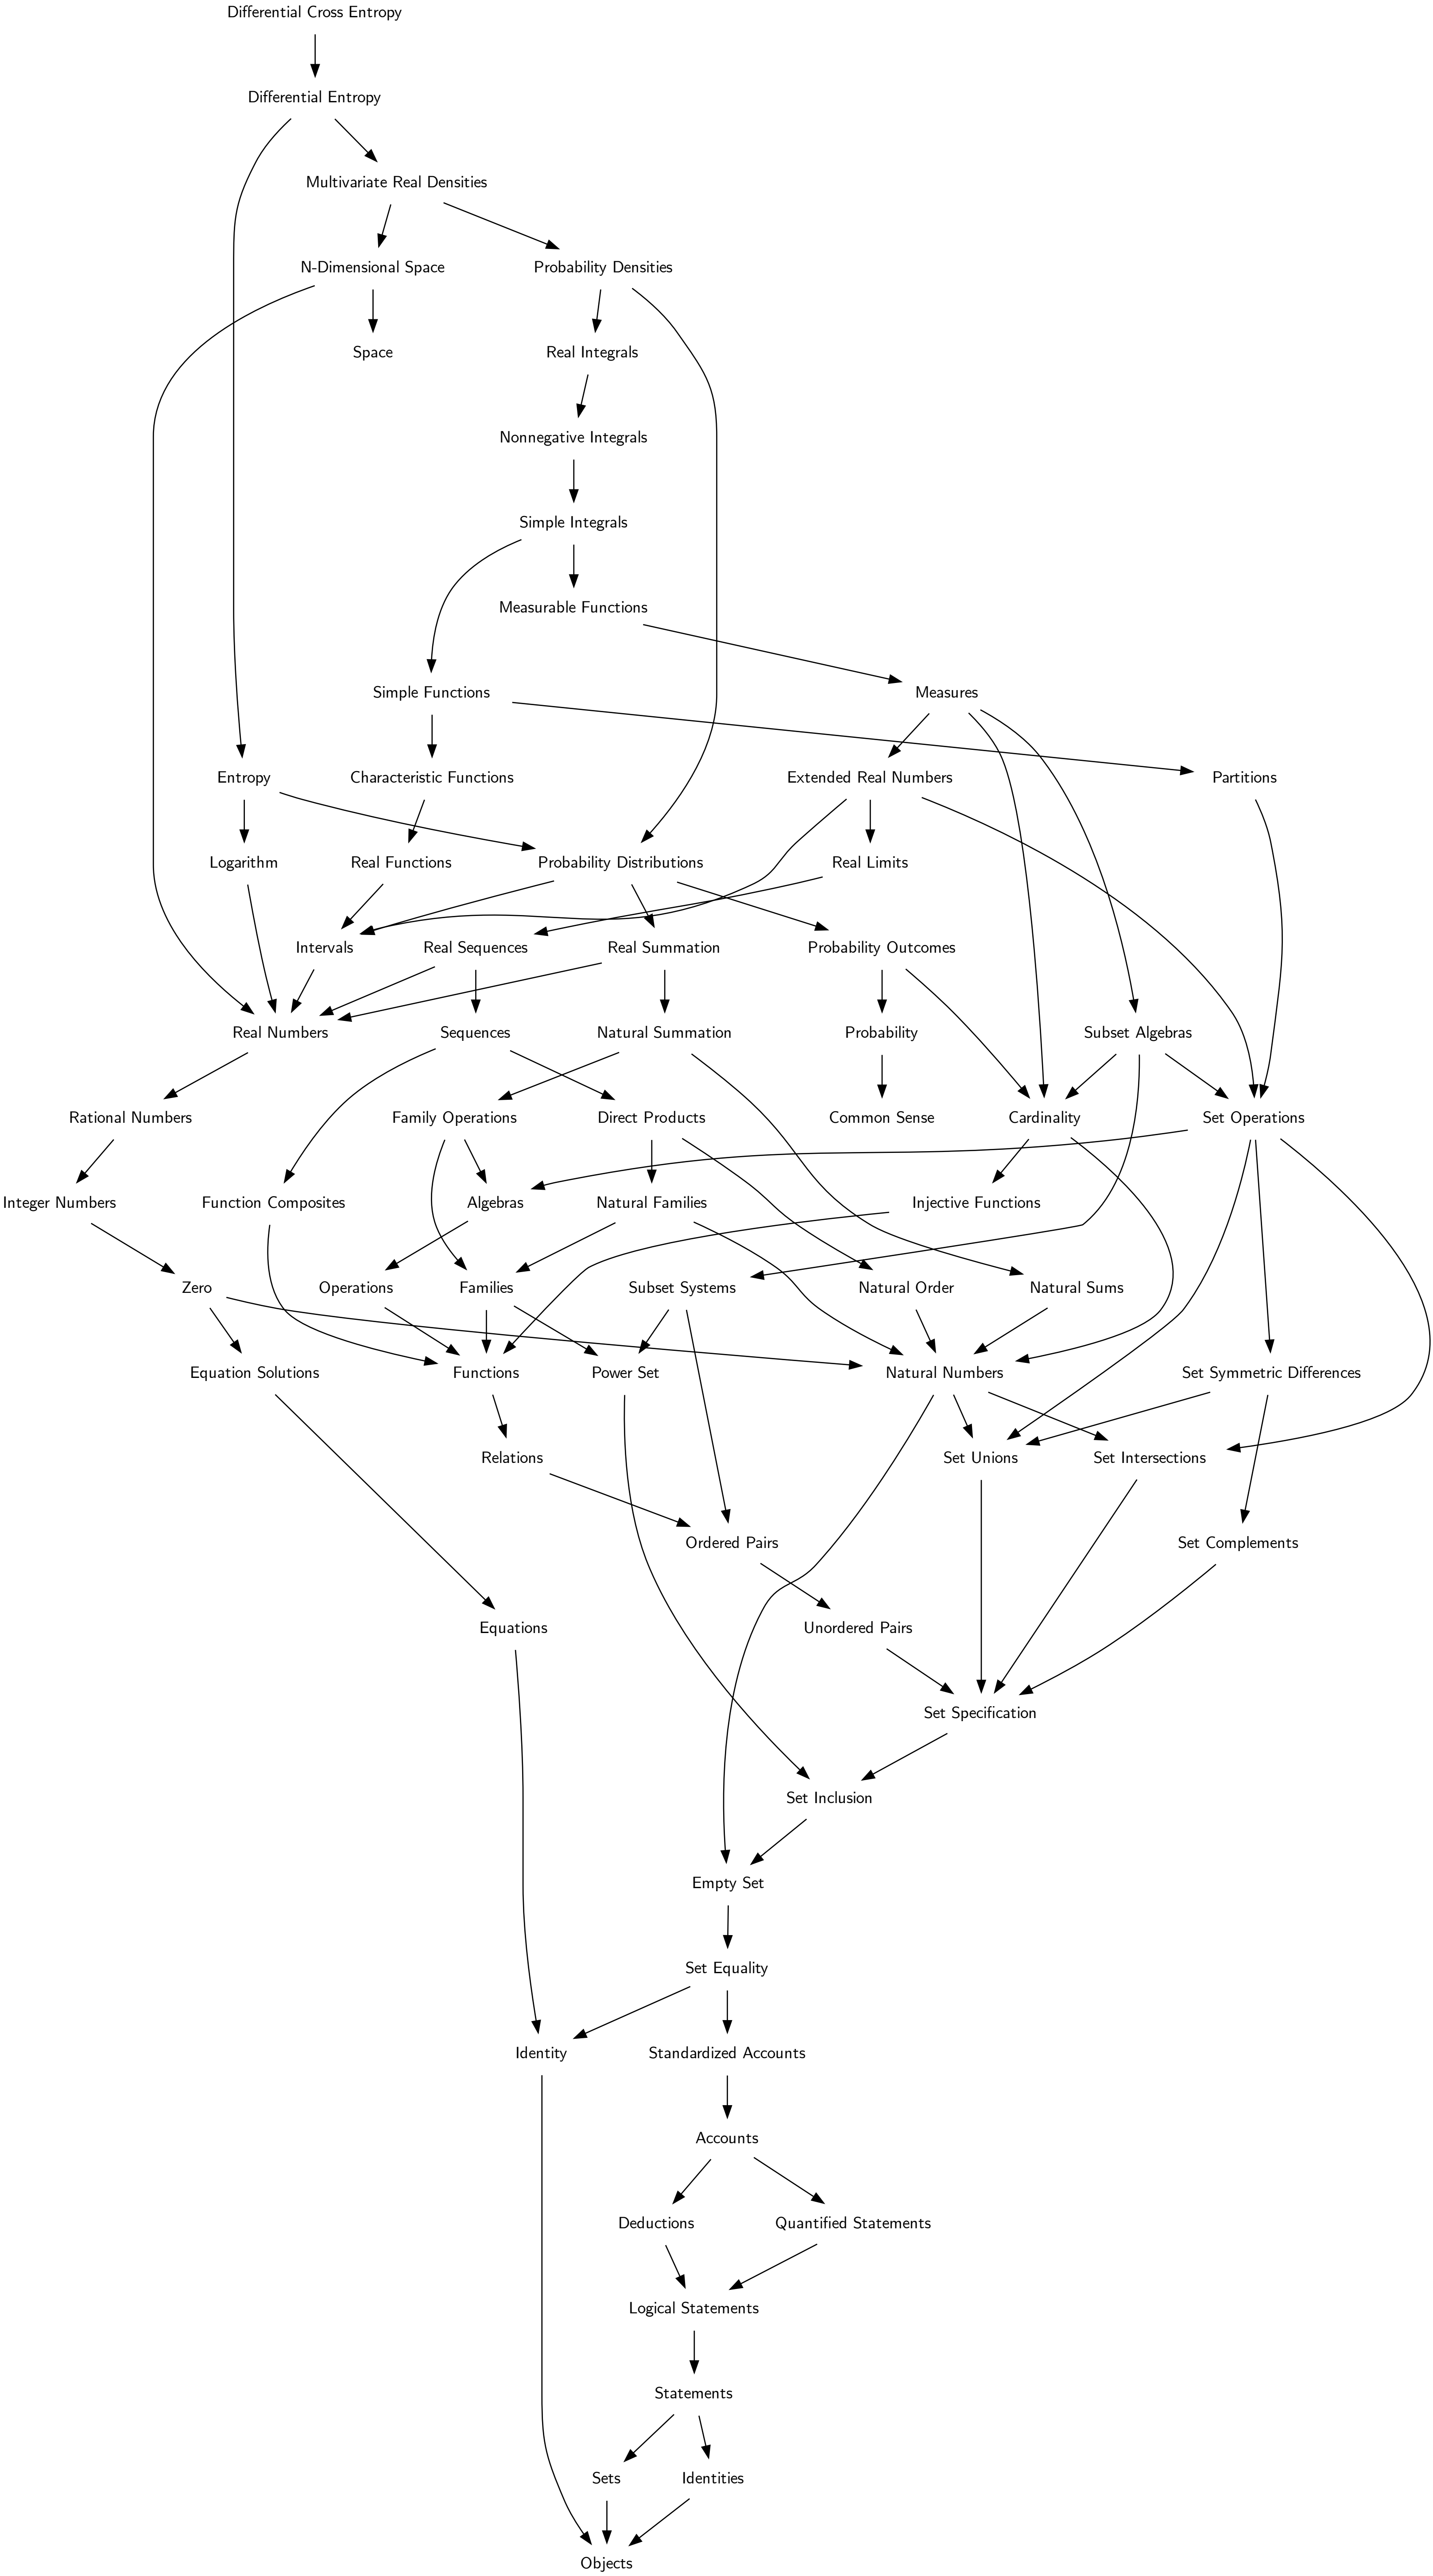 Differential Cross Entropy
Differential Entropy
Multivariate Real Densities
N-Dimensional Space
Probability Densities
Space
Real Integrals
Nonnegative Integrals
Simple Integrals
Measurable Functions
Simple Functions
Measures
Entropy
Characteristic Functions
Extended Real Numbers
Partitions
Logarithm
Real Functions
Probability Distributions
Real Limits
Intervals
Real Sequences
Real Summation
Probability Outcomes
Real Numbers
Sequences
Natural Summation
Probability
Subset Algebras
Rational Numbers
Family Operations
Direct Products
Common Sense
Cardinality
Set Operations
Integer Numbers
Function Composites
Algebras
Natural Families
Injective Functions
Zero
Operations
Families
Subset Systems
Natural Order
Natural Sums
Equation Solutions
Functions
Power Set
Natural Numbers
Set Symmetric Differences
Relations
Set Unions
Set Intersections
Ordered Pairs
Set Complements
Equations
Unordered Pairs
Set Specification
Set Inclusion
Empty Set
Set Equality
Identity
Standardized Accounts
Accounts
Deductions
Quantified Statements
Logical Statements
Statements
Sets
Identities
Objects